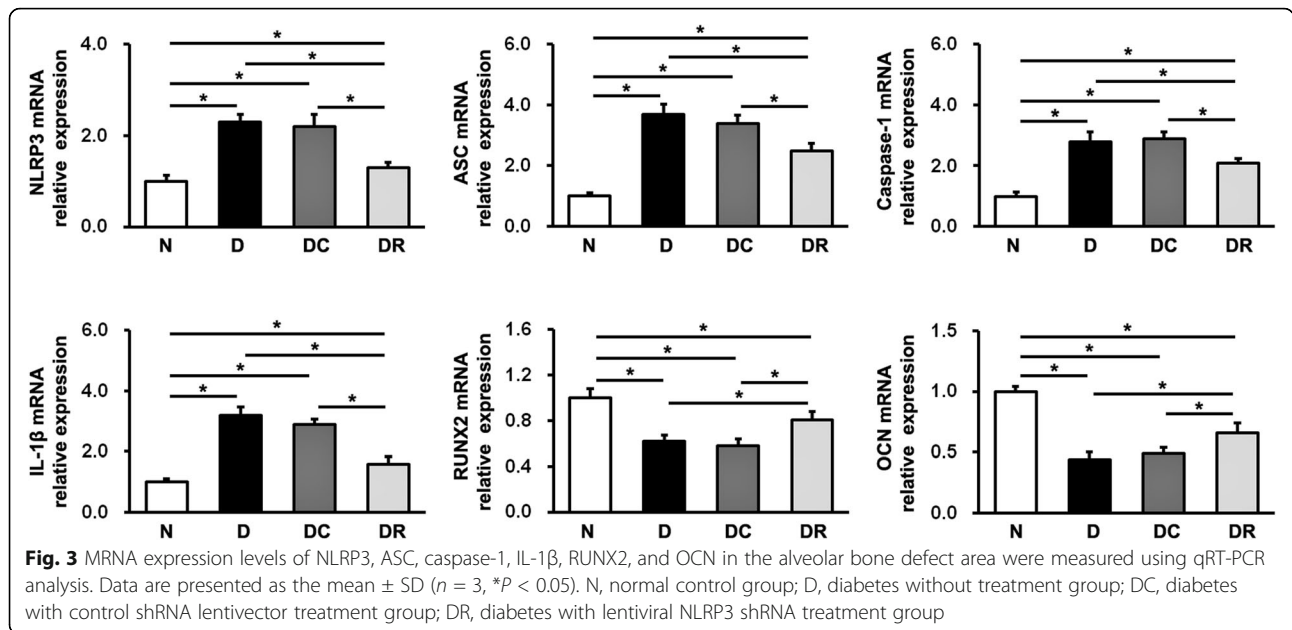 NLRP3 mRNA
relative expression
4.0
2.0
0.0
*
*
*
*
*
N
D
DC
DR
ASC mRNA
relative expression
6.0
4.0
2.0
0.0
*
*
*
*
*
N
D
DC
DR
Caspase-1 mRNA
relative expression
6.0
4.0
2.0
0.0
*
*
*
*
*
N
D
DC
DR
IL-1β mRNA
relative expression
6.0
4.0
2.0
0.0
*
*
*
*
*
N
D
DC
DR
RUNX2 mRNA
relative expression
1.6
1.2
0.8
0.4
0.0
*
*
*
*
*
N
D
DC
DR
OCN mRNA
relative expression
1.5
1.0
0.5
0.0
*
*
*
*
*
N
D
DC
DR
Fig. 3 MRNA expression levels of NLRP3, ASC, caspase-1, IL-1β, RUNX2, and OCN in the alveolar bone defect area were measured using qRT-PCR
analysis. Data are presented as the mean ± SD (n = 3, *P < 0.05). N, normal control group; D, diabetes without treatment group; DC, diabetes
with control shRNA lentivector treatment group; DR, diabetes with lentiviral NLRP3 shRNA treatment group